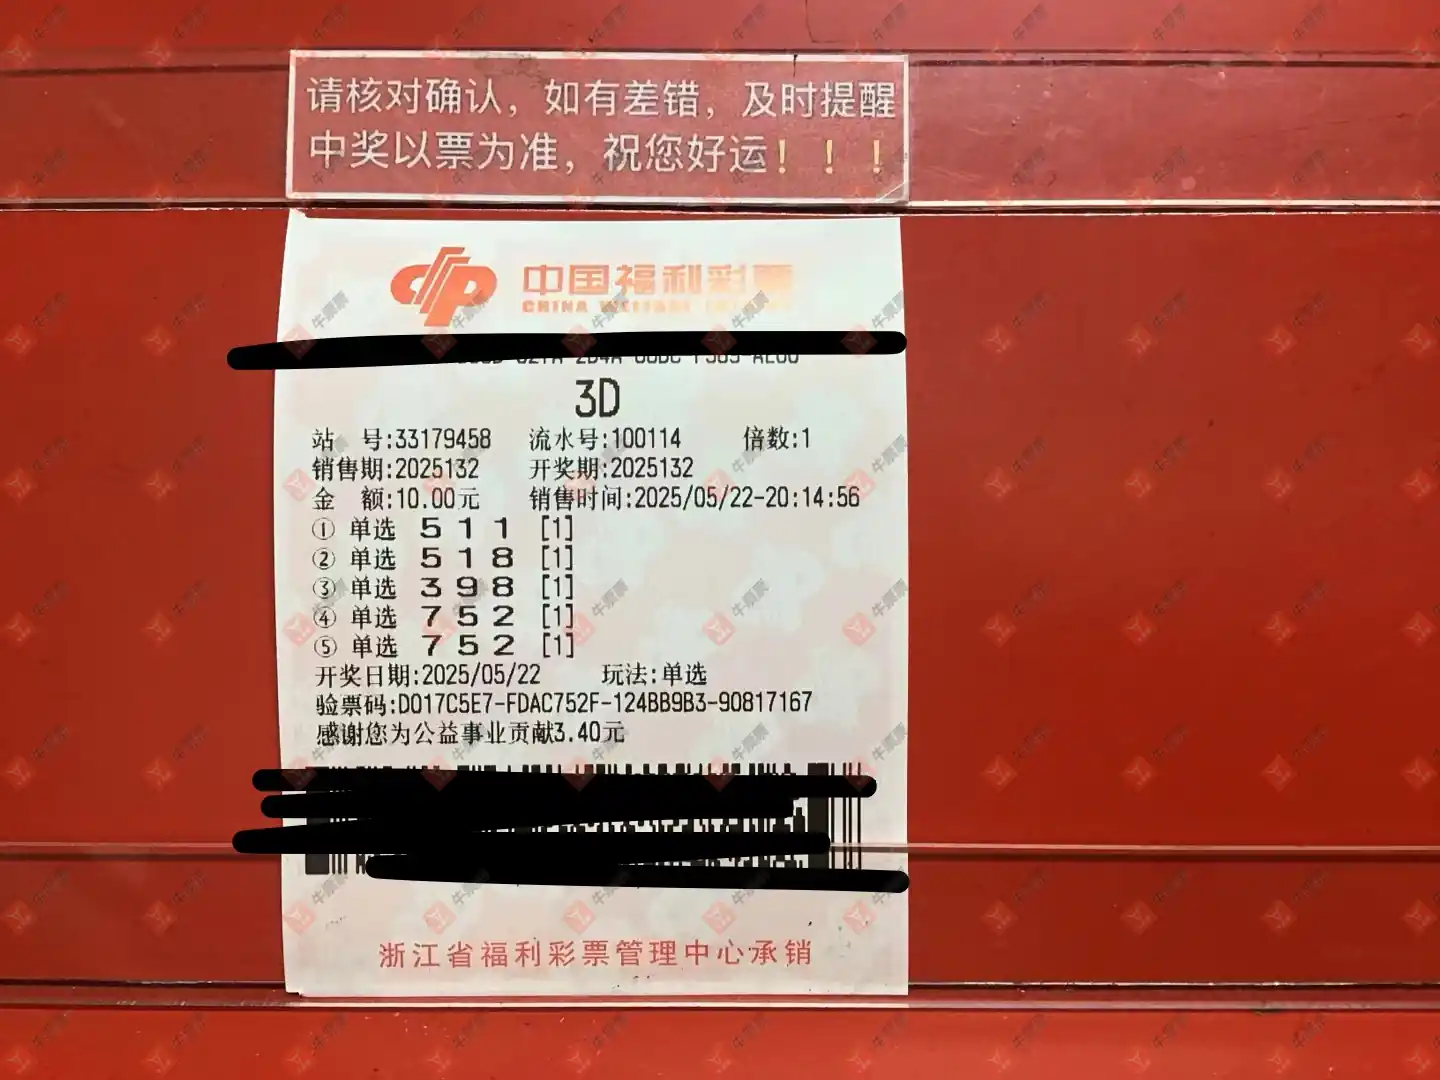 请核对确认，如有差错，及时提醒
中奖以票为准，祝您好运！！！
中国福利彩票
CHINA WELFARE
3D
站 号:33179458 流水号:100114 倍数:1
销售期:2025132 开奖期:2025132
金 额:10.00元 销售时间:2025/05/22-20:14:56
① 单选 5 1 1 [1]
② 单选 5 1 8 [1]
③ 单选 3 9 8 [1]
④ 单选 7 5 2 [1]
⑤ 单选 7 5 2 [1]
开奖日期:2025/05/22 玩法:单选
验票码:D017C5E7-FDAC752F-124BB9B3-90817167
感谢您为公益事业贡献3.40元
浙江省福利彩票管理中心承销
牛票票